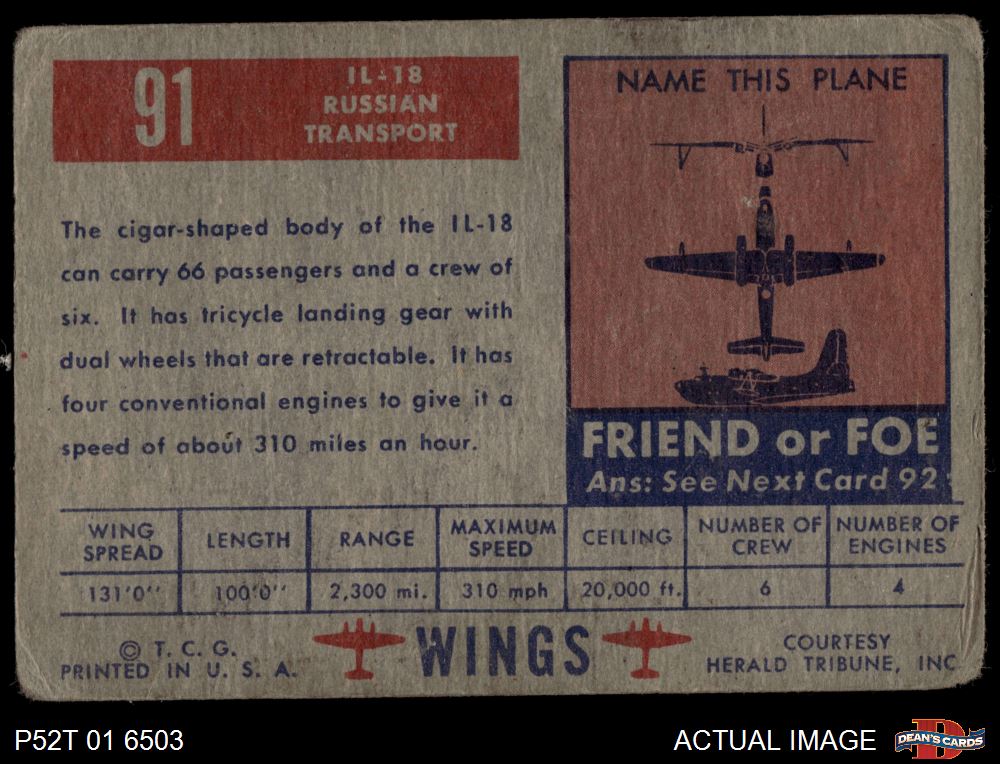 91
IL-18
RUSSIAN
TRANSPORT
The cigar-shaped body of the IL-18
can carry 66 passengers and a crew of
six. It has tricycle landing gear with
dual wheels that are retractable. It has
four conventional engines to give it a
speed of about 310 miles an hour.
NAME THIS PLANE
FRIEND or FOE
Ans: See Next Card 92
WING SPREAD
LENGTH
RANGE
MAXIMUM SPEED
CEILING
NUMBER OF CREW
NUMBER OF ENGINES
131'0"
100'0"
2,300 mi.
310 mph
20,000 ft.
6
4
© T. C. G.
PRINTED IN U. S. A.
WINGS
COURTESY
HERALD TRIBUNE, INC
P52T 01 6503
ACTUAL IMAGE
D
DEAN'S CARDS